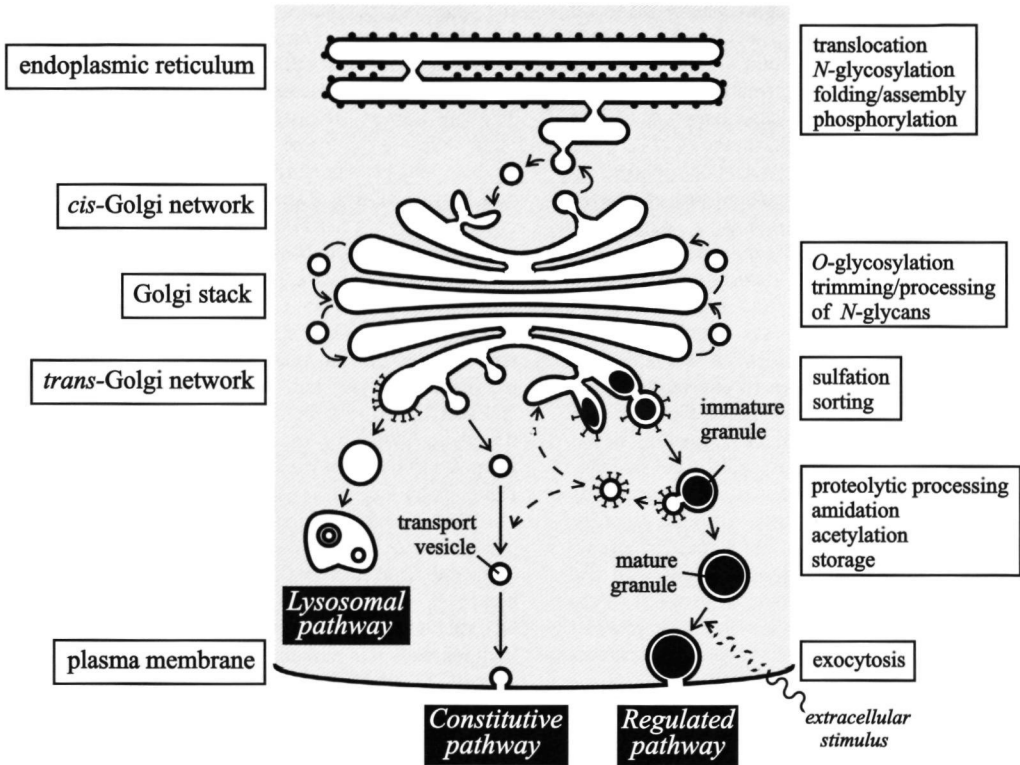 endoplasmic reticulum
translocation
N-glycosylation
folding/assembly
phosphorylation
cis-Golgi network
Golgi stack
O-glycosylation
trimming/processing
of N-glycans
trans-Golgi network
sulfation
sorting
immature
granule
proteolytic processing
amidation
acetylation
storage
transport
vesicle
mature
granule
Lysosomal
pathway
plasma membrane
exocytosis
extracellular
stimulus
Constitutive
pathway
Regulated
pathway